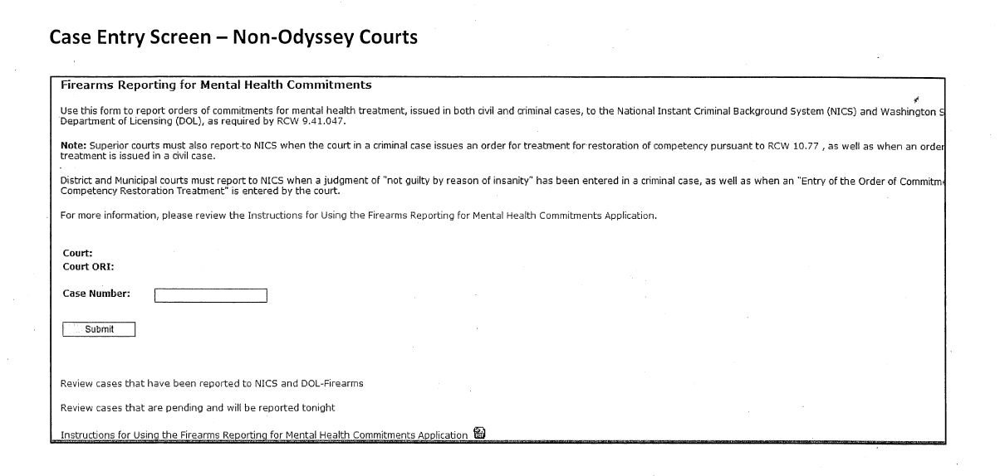 Case Entry Screen – Non-Odyssey Courts
Firearms Reporting for Mental Health Commitments
Use this form to report orders of commitments for mental health treatment, issued in both civil and criminal cases, to the National Instant Criminal Background System (NICS) and Washington S
Department of Licensing (DOL), as required by RCW 9.41.047.
Note: Superior courts must also report to NICS when the court in a criminal case issues an order for treatment for restoration of competency pursuant to RCW 10.77 , as well as when an order
treatment is issued in a civil case.
District and Municipal courts must report to NICS when a judgment of "not guilty by reason of insanity" has been entered in a criminal case, as well as when an "Entry of the Order of Commitm
Competency Restoration Treatment" is entered by the court.
For more information, please review the Instructions for Using the Firearms Reporting for Mental Health Commitments Application.
Court:
Court ORI:
Case Number:
Submit
Review cases that have been reported to NICS and DOL-Firearms
Review cases that are pending and will be reported tonight
Instructions for Using the Firearms Reporting for Mental Health Commitments Application